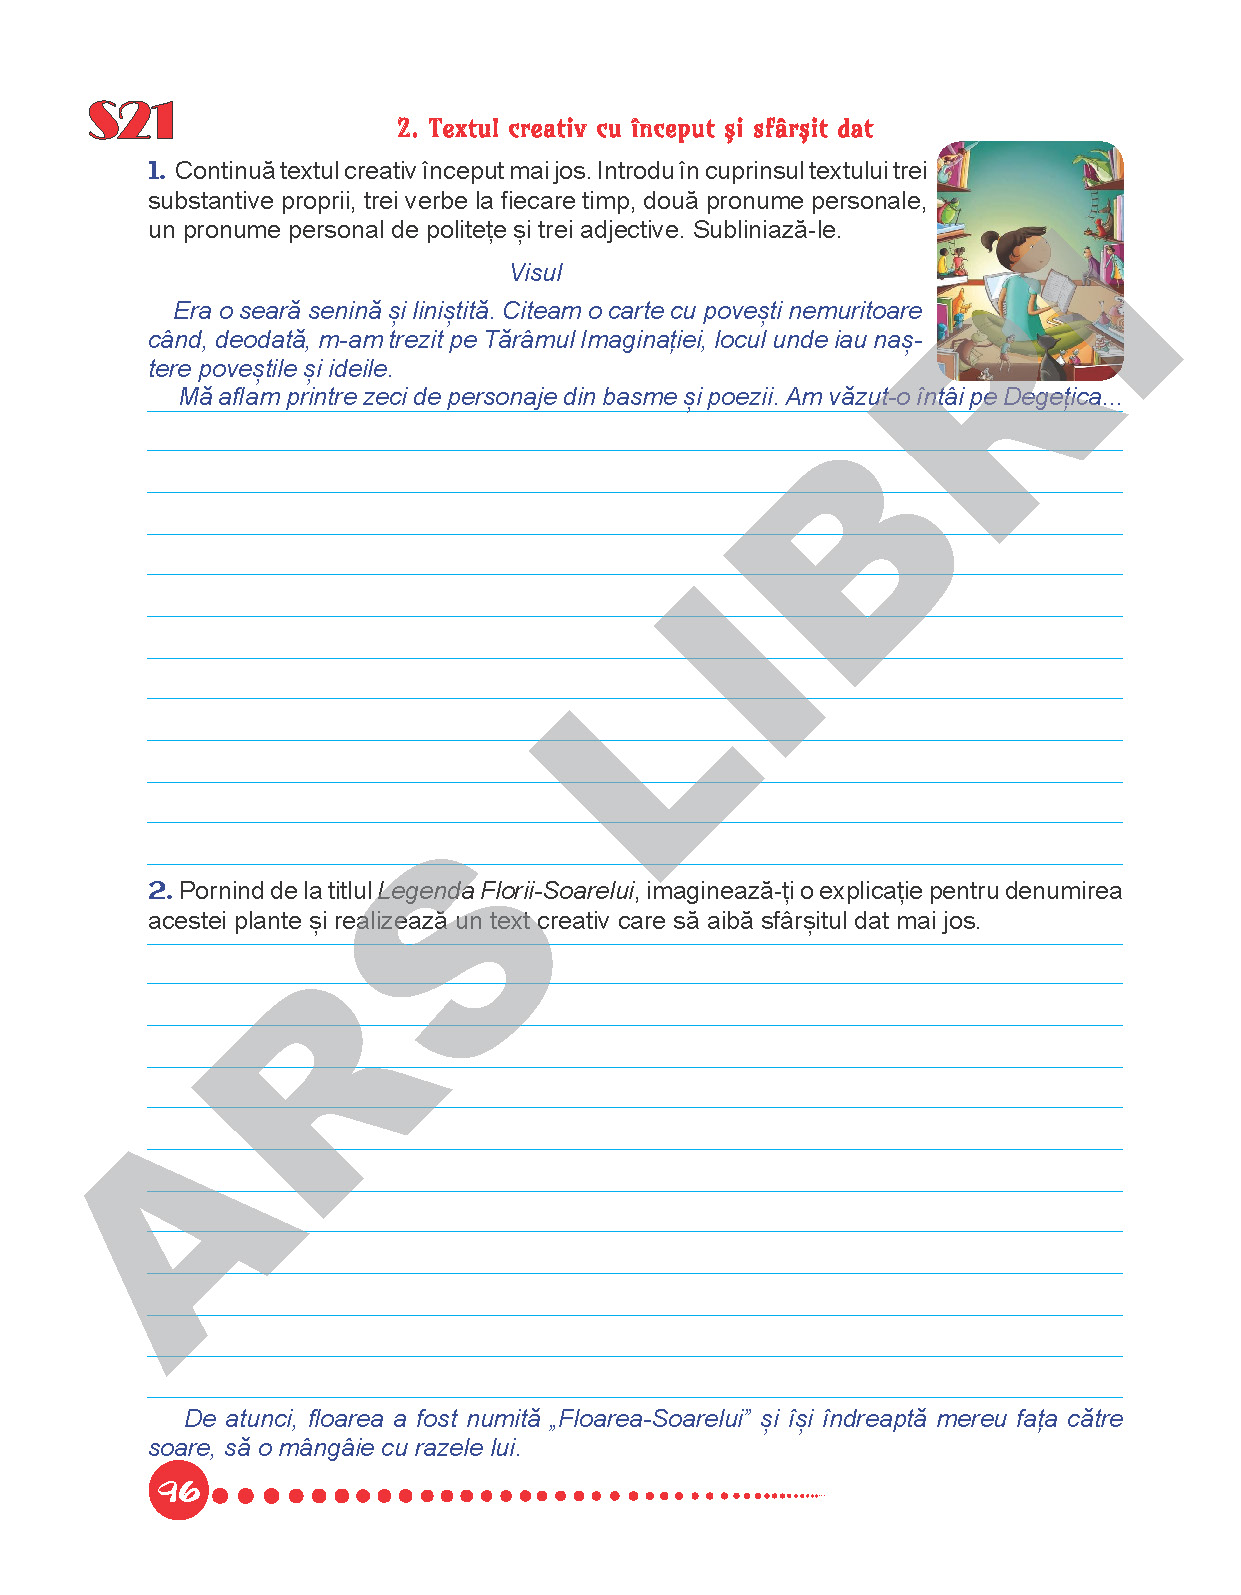 S21
2. Textul creativ cu început și sfârșit dat
1. Continuă textul creativ început mai jos. Introdu în cuprinsul textului trei
substantive proprii, trei verbe la fiecare timp, două pronume personale,
un pronume personal de politețe și trei adjective. Subliniază-le.
Visul
Era o seară senină și liniștită. Citeam o carte cu povești nemuritoare
când, deodată, m-am trezit pe Tărâmul Imaginației, locul unde iau naș-
tere poveștile și ideile.
Mă aflam printre zeci de personaje din basme și poezii. Am văzut-o întâi pe Degețica...
2. Pornind de la titlul Legenda Florii-Soarelui, imaginează-ți o explicație pentru denumirea
acestei plante și realizează un text creativ care să aibă sfârșitul dat mai jos.
De atunci, floarea a fost numită „Floarea-Soarelui” și își îndreaptă mereu fața către
soare, să o mângâie cu razele lui.
96
ARS LIBRI